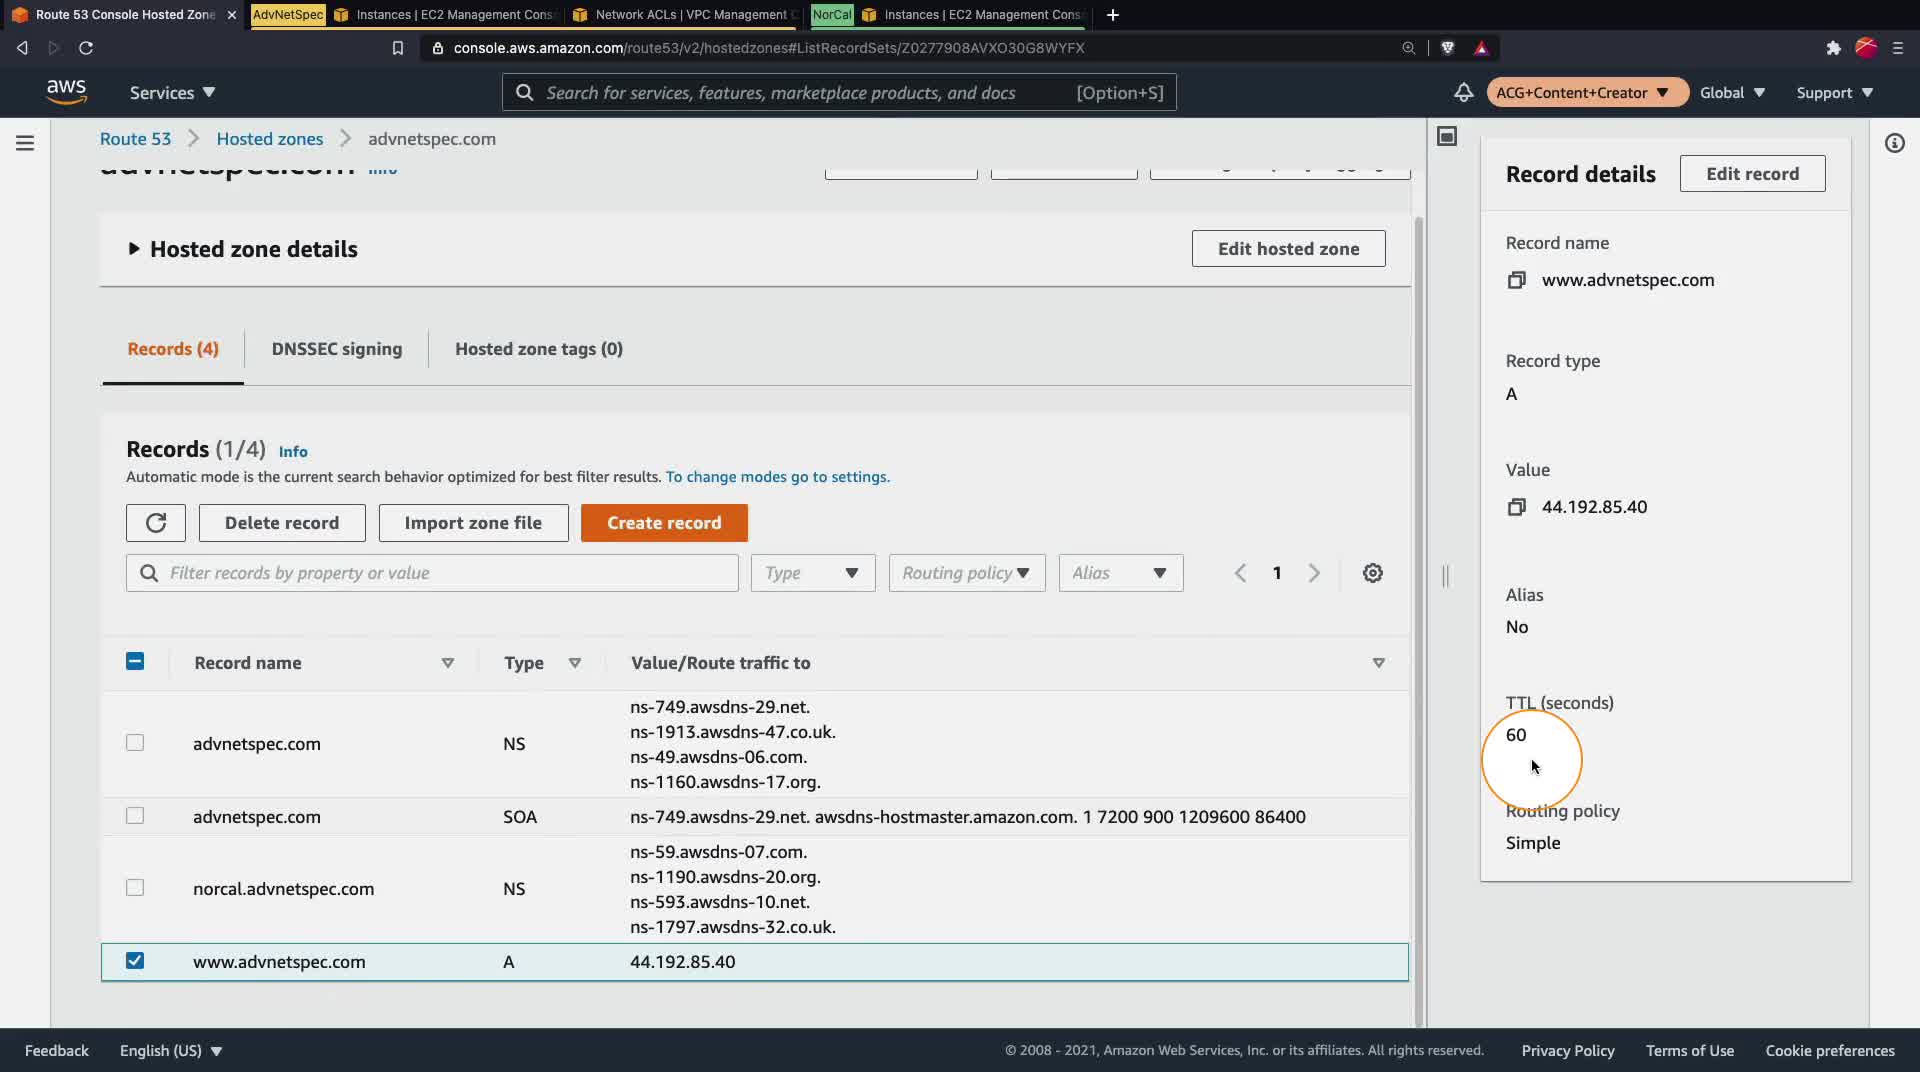 Route 53 Console Hosted Zone
AdvNetSpec
Instances | EC2 Management Cons
Network ACLs | VPC Management C
NorCal
Instances | EC2 Management Cons
console.aws.amazon.com/route53/v2/hostedzones#ListRecordSets/Z0277908AVXO30G8WYFX
aws
Services
Search for services, features, marketplace products, and docs
[Option+S]
ACG+Content+Creator
Global
Support
Route 53
Hosted zones
advnetspec.com
advnetspec.com Info
Hosted zone details
Edit hosted zone
Records (4)
DNSSEC signing
Hosted zone tags (0)
Records (1/4) Info
Automatic mode is the current search behavior optimized for best filter results. To change modes go to settings.
Delete record
Import zone file
Create record
Filter records by property or value
Type
Routing policy
Alias
1
Record name
Type
Value/Route traffic to
advnetspec.com
NS
ns-749.awsdns-29.net.
ns-1913.awsdns-47.co.uk.
ns-49.awsdns-06.com.
ns-1160.awsdns-17.org.
advnetspec.com
SOA
ns-749.awsdns-29.net. awsdns-hostmaster.amazon.com. 1 7200 900 1209600 86400
norcal.advnetspec.com
NS
ns-59.awsdns-07.com.
ns-1190.awsdns-20.org.
ns-593.awsdns-10.net.
ns-1797.awsdns-32.co.uk.
www.advnetspec.com
A
44.192.85.40
Record details
Edit record
Record name
www.advnetspec.com
Record type
A
Value
44.192.85.40
Alias
No
TTL (seconds)
60
Routing policy
Simple
Feedback
English (US)
© 2008 - 2021, Amazon Web Services, Inc. or its affiliates. All rights reserved.
Privacy Policy
Terms of Use
Cookie preferences